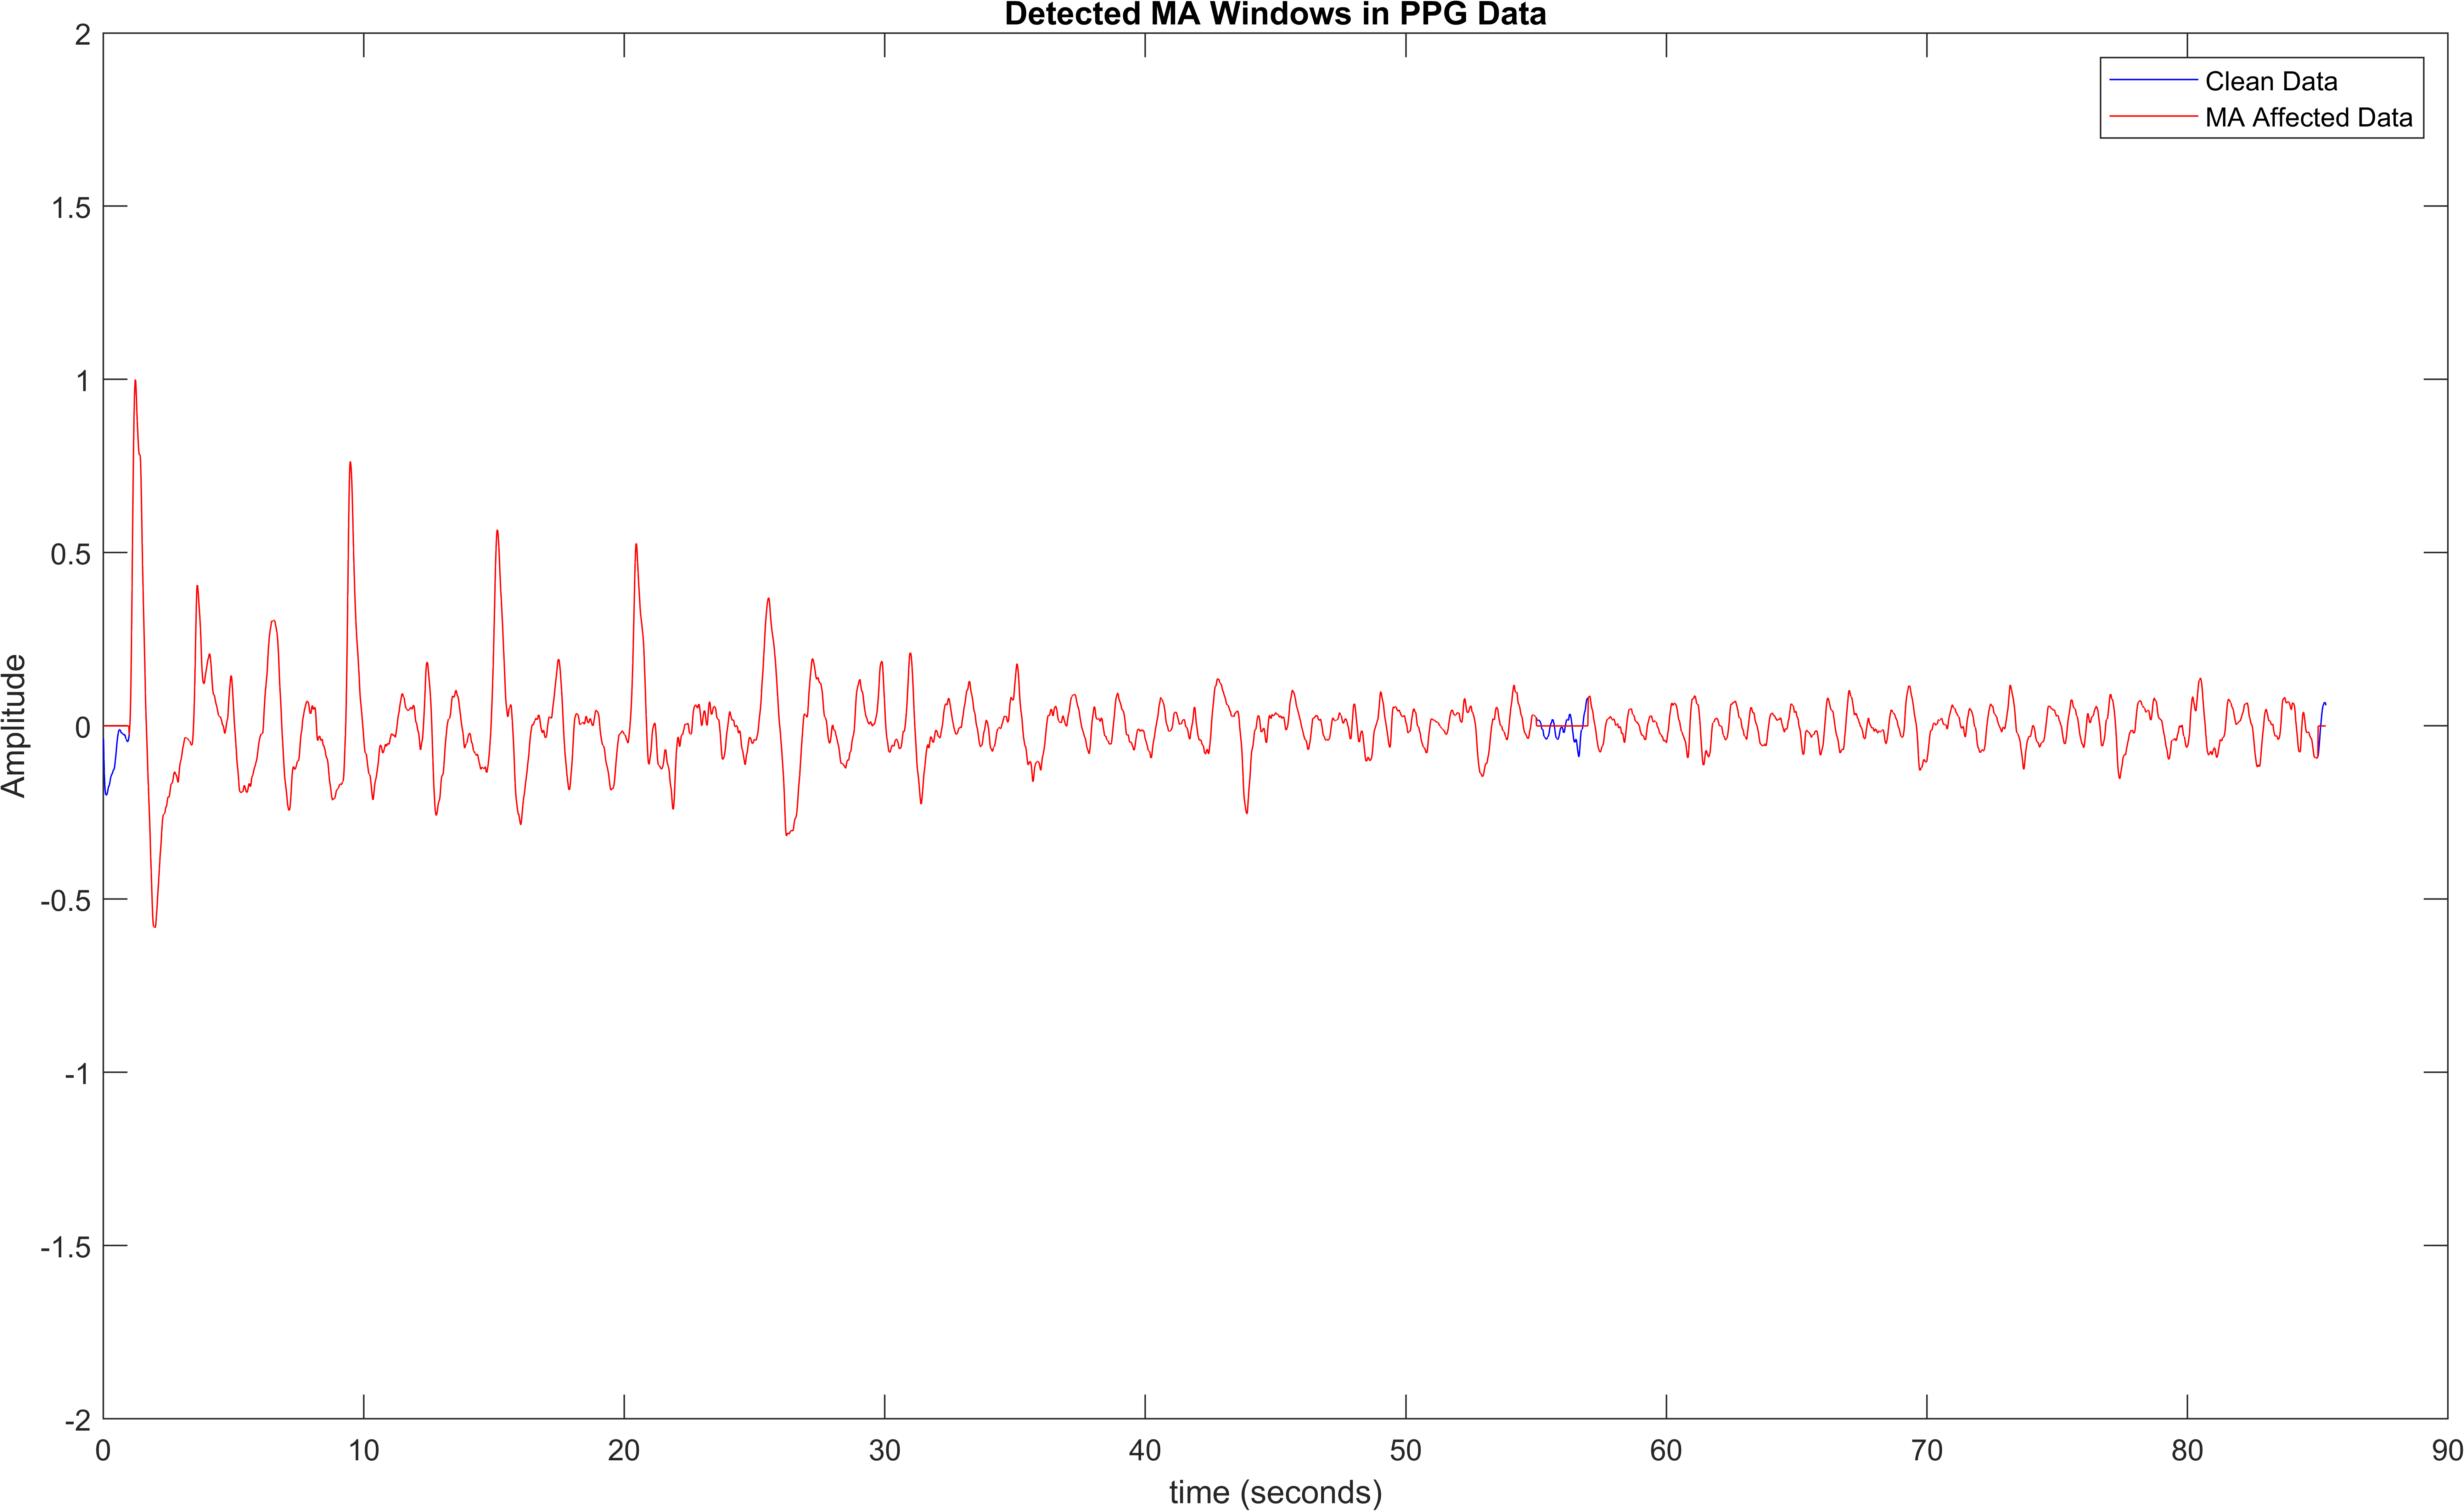 Detected MA Windows in PPG Data
Clean Data
MA Affected Data
Amplitude
2
1.5
1
0.5
0
-0.5
-1
-1.5
-2
0 10 20 30 40 50 60 70 80 90
time (seconds)